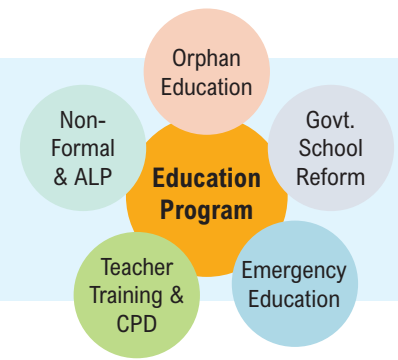 Orphan
Education
Non-
Formal
& ALP
Govt.
School
Reform
Education
Program
Teacher
Training &
CPD
Emergency
Education